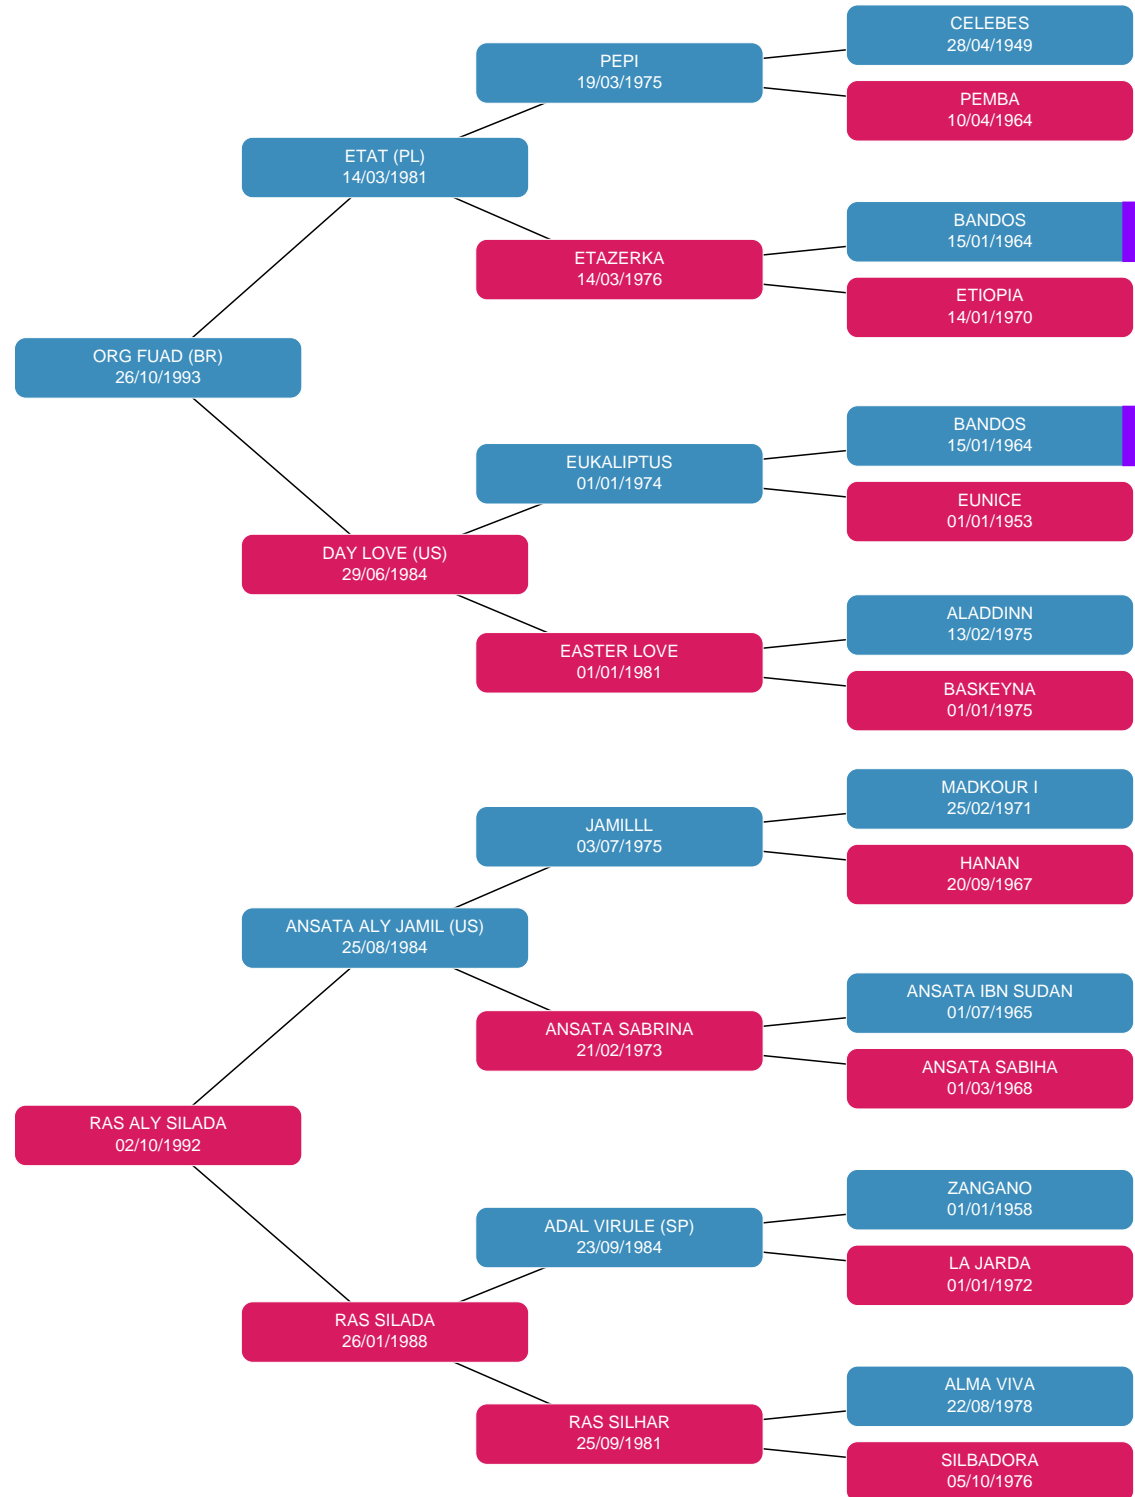 CELEBES
28/04/1949
PEPI
19/03/1975
PEMBA
10/04/1964
ETAT (PL)
14/03/1981
BANDOS
15/01/1964
ETAZERKA
14/03/1976
ETIOPIA
14/01/1970
ORG FUAD (BR)
26/10/1993
BANDOS
15/01/1964
EUKALIPTUS
01/01/1974
EUNICE
01/01/1953
DAY LOVE (US)
29/06/1984
ALADDINN
13/02/1975
EASTER LOVE
01/01/1981
BASKEYNA
01/01/1975
MADKOUR I
25/02/1971
JAMILLL
03/07/1975
HANAN
20/09/1967
ANSATA ALY JAMIL (US)
25/08/1984
ANSATA IBN SUDAN
01/07/1965
ANSATA SABRINA
21/02/1973
ANSATA SABIHA
01/03/1968
RAS ALY SILADA
02/10/1992
ZANGANO
01/01/1958
ADAL VIRULE (SP)
23/09/1984
LA JARDA
01/01/1972
RAS SILADA
26/01/1988
ALMA VIVA
22/08/1978
RAS SILHAR
25/09/1981
SILBADORA
05/10/1976